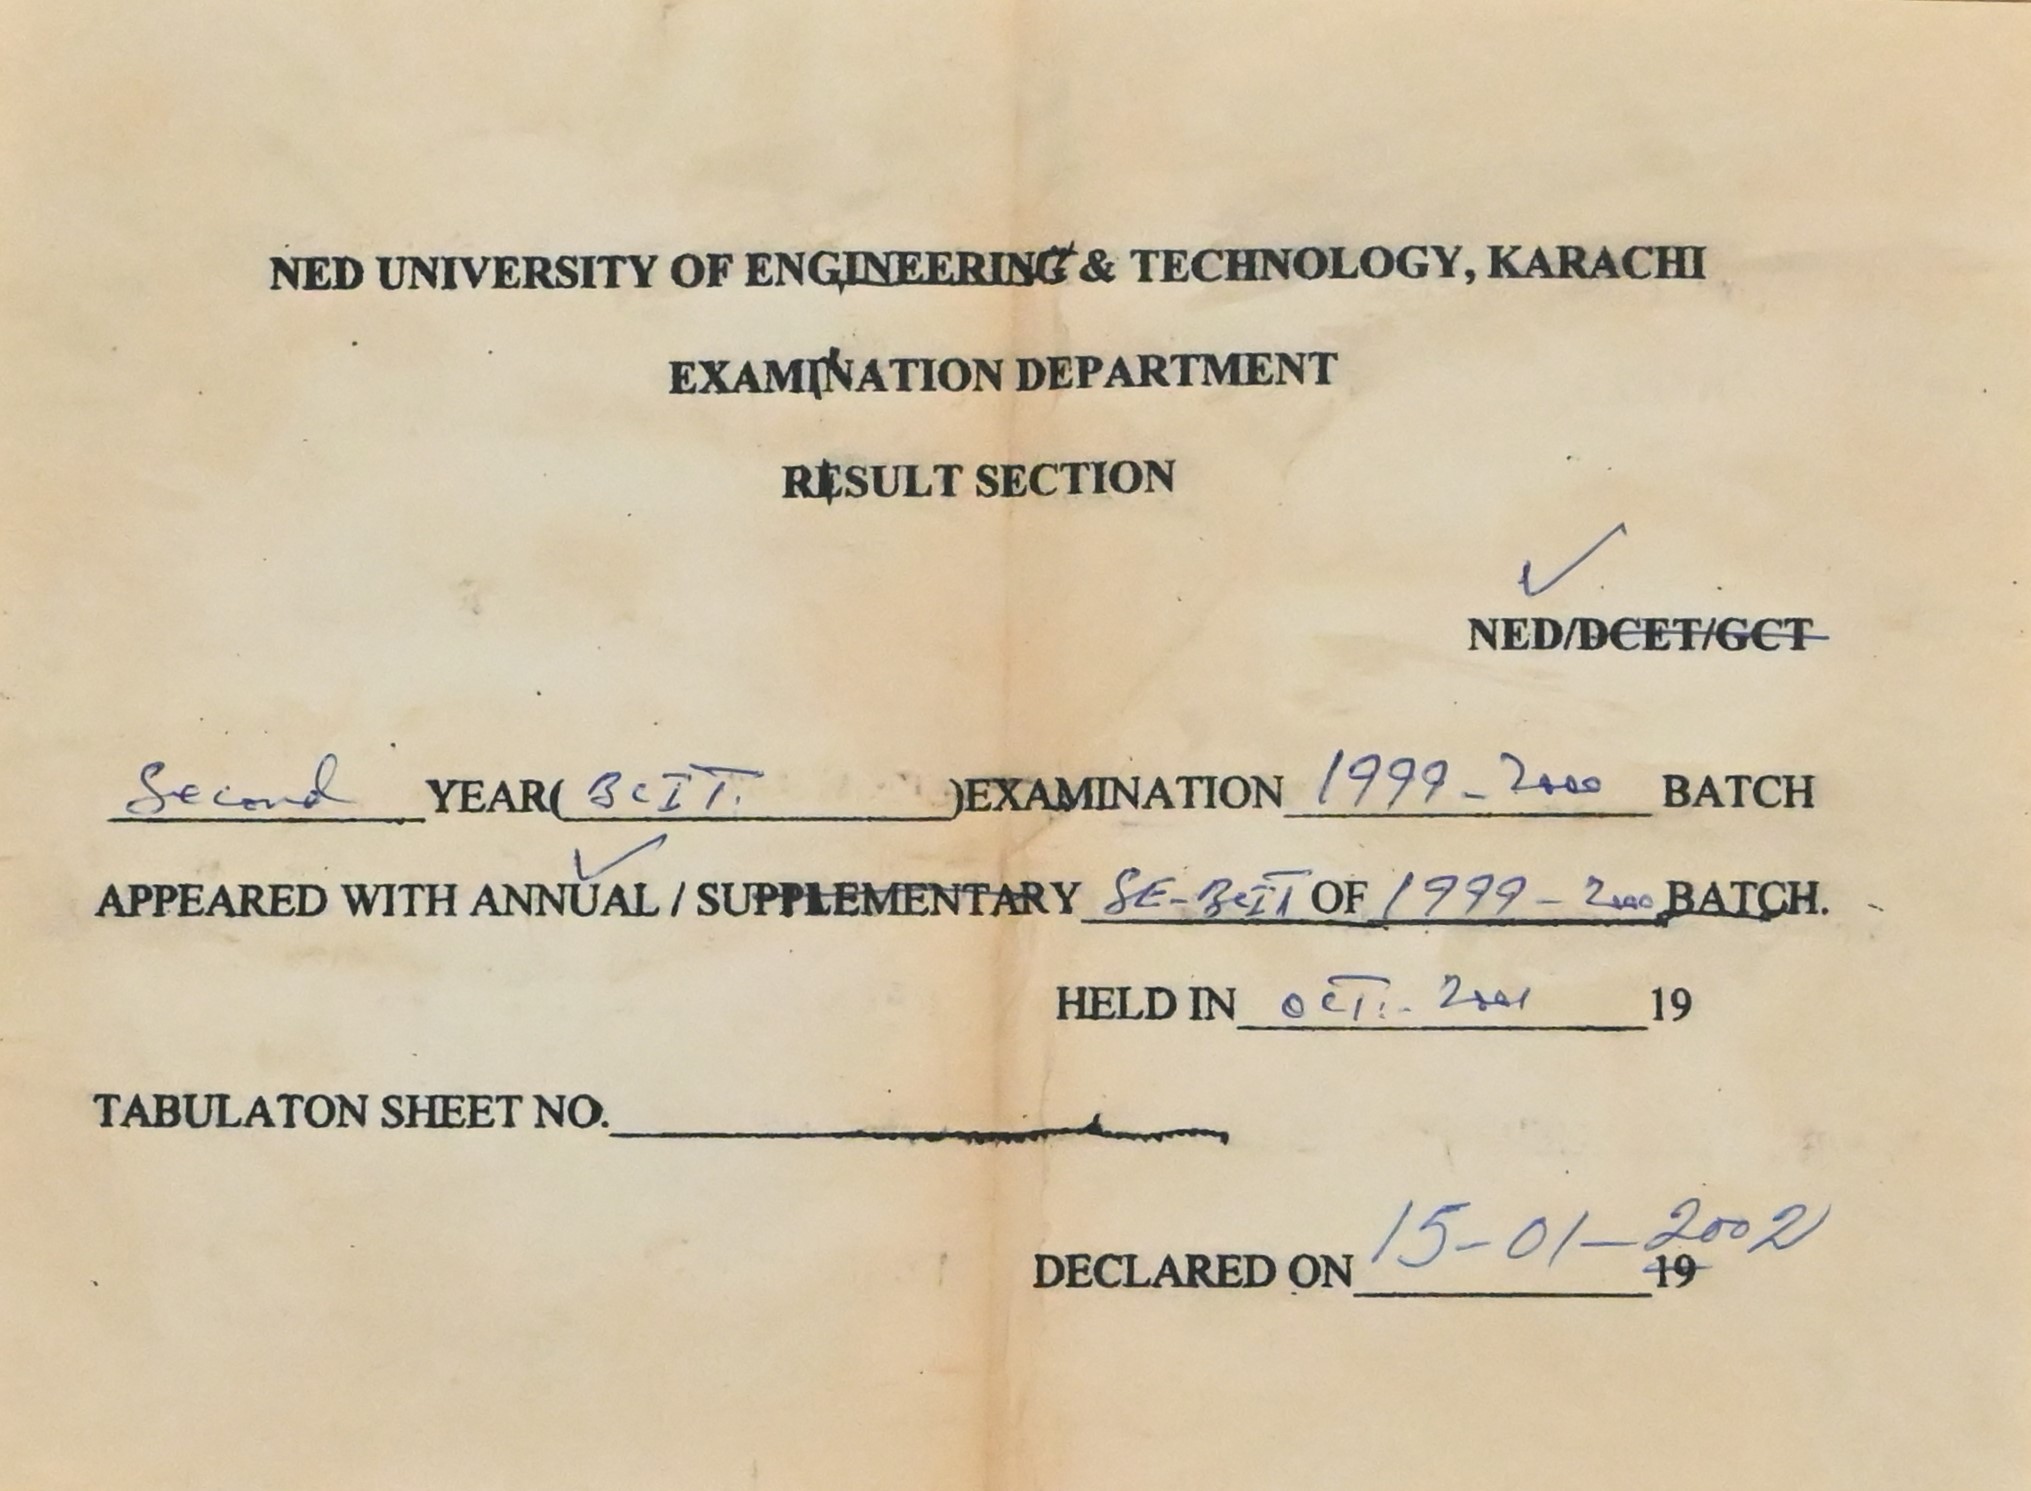 NED UNIVERSITY OF ENGINEERING & TECHNOLOGY, KARACHI
EXAMINATION DEPARTMENT
RESULT SECTION
NED/DCET/GCT
Second YEAR( BCIT. )EXAMINATION 1999-2000 BATCH
APPEARED WITH ANNUAL / SUPPLEMENTARY SE-BCIT OF 1999-2000 BATCH.
HELD IN OCT. 2001 19
TABULATON SHEET NO.
DECLARED ON 15-01-2002 19